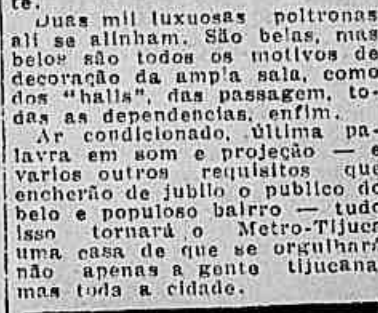 te.
Duas mil luxuosas poltronas
ali se alinham. São belas, mas
belos são todos os motivos de
decoração da ampla sala, como
dos "halls", das passagem, to-
das as dependencias, enfim.
Ar condicionado, última pa-
lavra em som e projeção — e
varios outros requisitos que
encherão de jubilo o publico do
belo e populoso bairro — tudo
isso tornará o Metro-Tijuca
uma casa de que se orgulhará
não apenas a gente tijucana
mas toda a cidade.